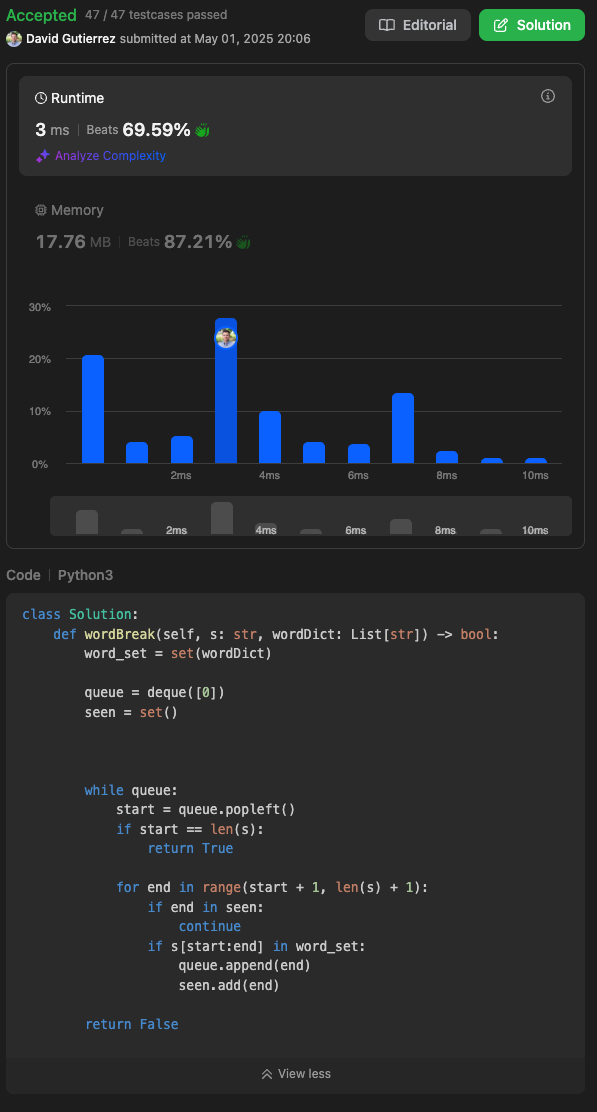 Accepted 47 / 47 testcases passed
David Gutierrez submitted at May 01, 2025 20:06
Editorial
Solution
Runtime
3 ms | Beats 69.59%
Analyze Complexity
Memory
17.76 MB | Beats 87.21%
30%
20%
10%
0%
2ms 4ms 6ms 8ms 10ms
2ms 4ms 6ms 8ms 10ms
Code | Python3
class Solution:
    def wordBreak(self, s: str, wordDict: List[str]) -> bool:
        word_set = set(wordDict)
        queue = deque([0])
        seen = set()
        while queue:
            start = queue.popleft()
            if start == len(s):
                return True
            for end in range(start + 1, len(s) + 1):
                if end in seen:
                    continue
                if s[start:end] in word_set:
                    queue.append(end)
                    seen.add(end)
        return False
View less